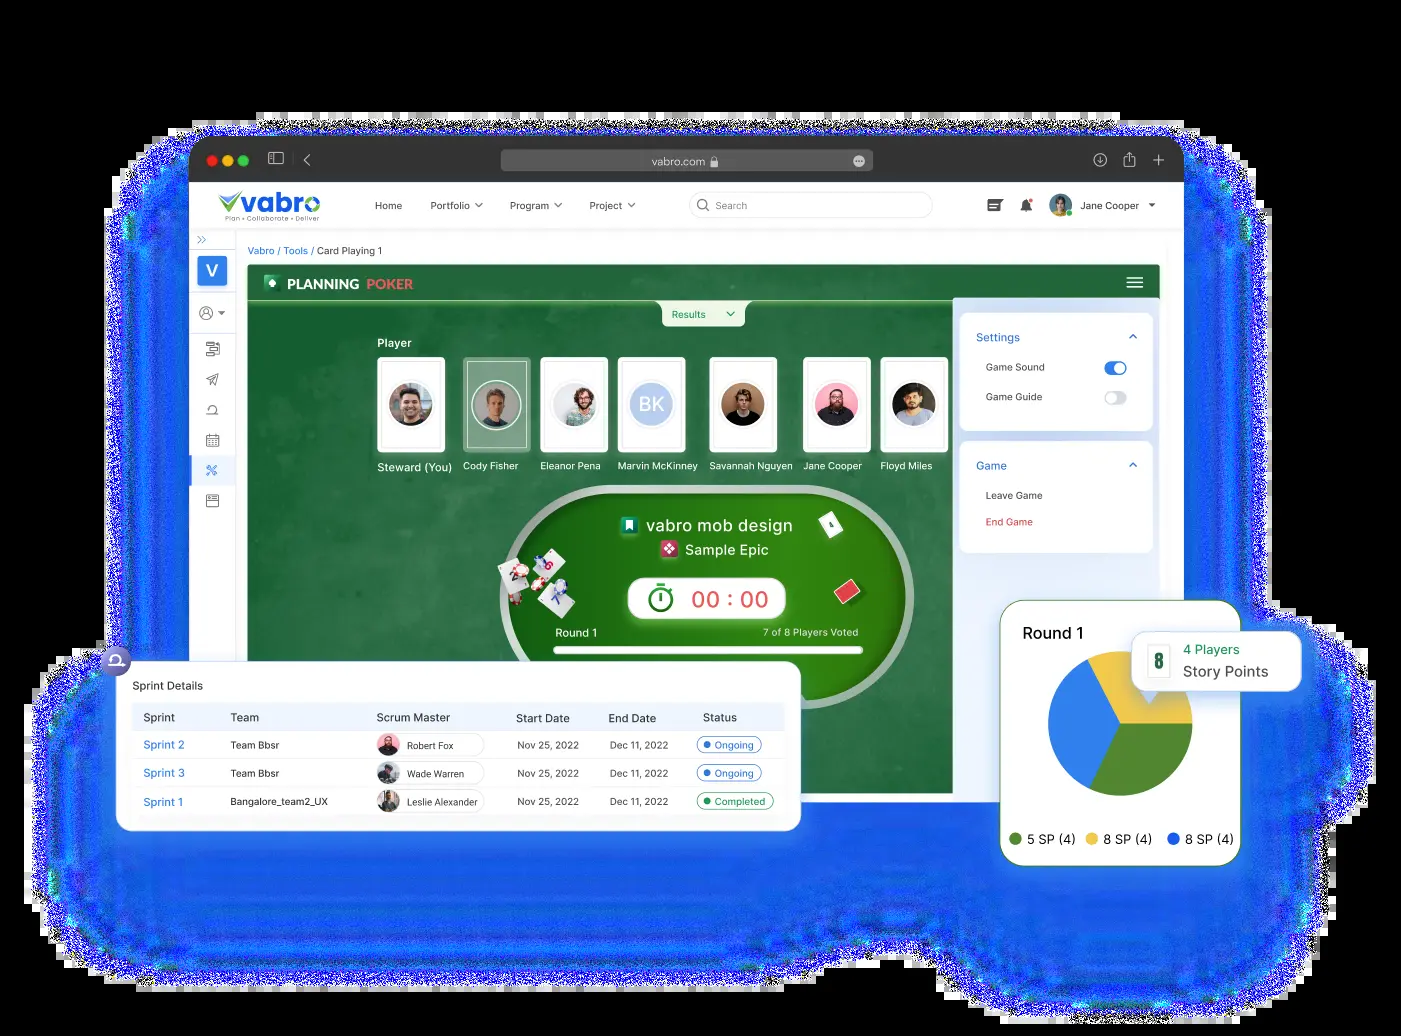 vabro.com
vabro
Plan • Collaborate • Deliver
Home Portfolio Program Project
Search
Jane Cooper
Vabro / Tools / Card Playing 1
V
PLANNING POKER
Results
Player
BK
Steward (You) Cody Fisher Eleanor Pena Marvin McKinney Savannah Nguyen Jane Cooper Floyd Miles
Settings
Game Sound
Game Guide
Game
Leave Game
End Game
vabro mob design
Sample Epic
00 : 00
Round 1 7 of 8 Players Voted
Sprint Details
Sprint Team Scrum Master Start Date End Date Status
Sprint 2 Team Bbsr Robert Fox Nov 25, 2022 Dec 11, 2022 Ongoing
Sprint 3 Team Bbsr Wade Warren Nov 25, 2022 Dec 11, 2022 Ongoing
Sprint 1 Bangalore_team2_UX Leslie Alexander Nov 25, 2022 Dec 11, 2022 Completed
Round 1
8
4 Players
Story Points
5 SP (4) 8 SP (4) 8 SP (4)